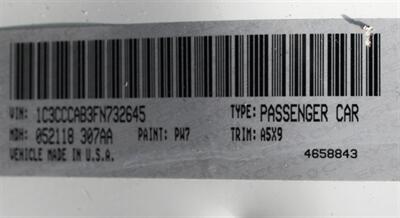 VIN: 1C3CCCAB3FN732645 TYPE: PASSENGER CAR
MDH: 052118 307AA PAINT: PW7 TRIM: A5X9
VEHICLE MADE IN U.S.A. 4658843